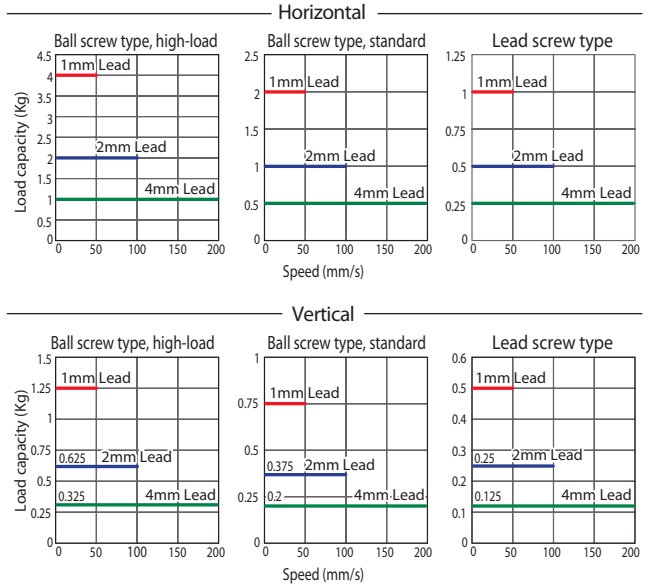 Horizontal
Ball screw type, high-load
Ball screw type, standard
Lead screw type
Load capacity (Kg)
4.5
4
3.5
3
2.5
2
1.5
1
0.5
0
1mm Lead
2mm Lead
4mm Lead
0 50 100 150 200
2.5
2
1.5
1
0.5
0
1mm Lead
2mm Lead
4mm Lead
0 50 100 150 200
1.25
1
0.75
0.5
0.25
0
1mm Lead
2mm Lead
4mm Lead
0 50 100 150 200
Speed (mm/s)
Vertical
Ball screw type, high-load
Ball screw type, standard
Lead screw type
Load capacity (Kg)
1.5
1.25
1
0.75
0.5
0.25
0
1mm Lead
0.625 2mm Lead
0.325 4mm Lead
0 50 100 150 200
1
0.75
0.5
0.25
0
1mm Lead
0.375 2mm Lead
0.2 4mm Lead
0 50 100 150 200
0.6
0.5
0.4
0.3
0.2
0.1
0
1mm Lead
0.25 2mm Lead
0.125 4mm Lead
0 50 100 150 200
Speed (mm/s)